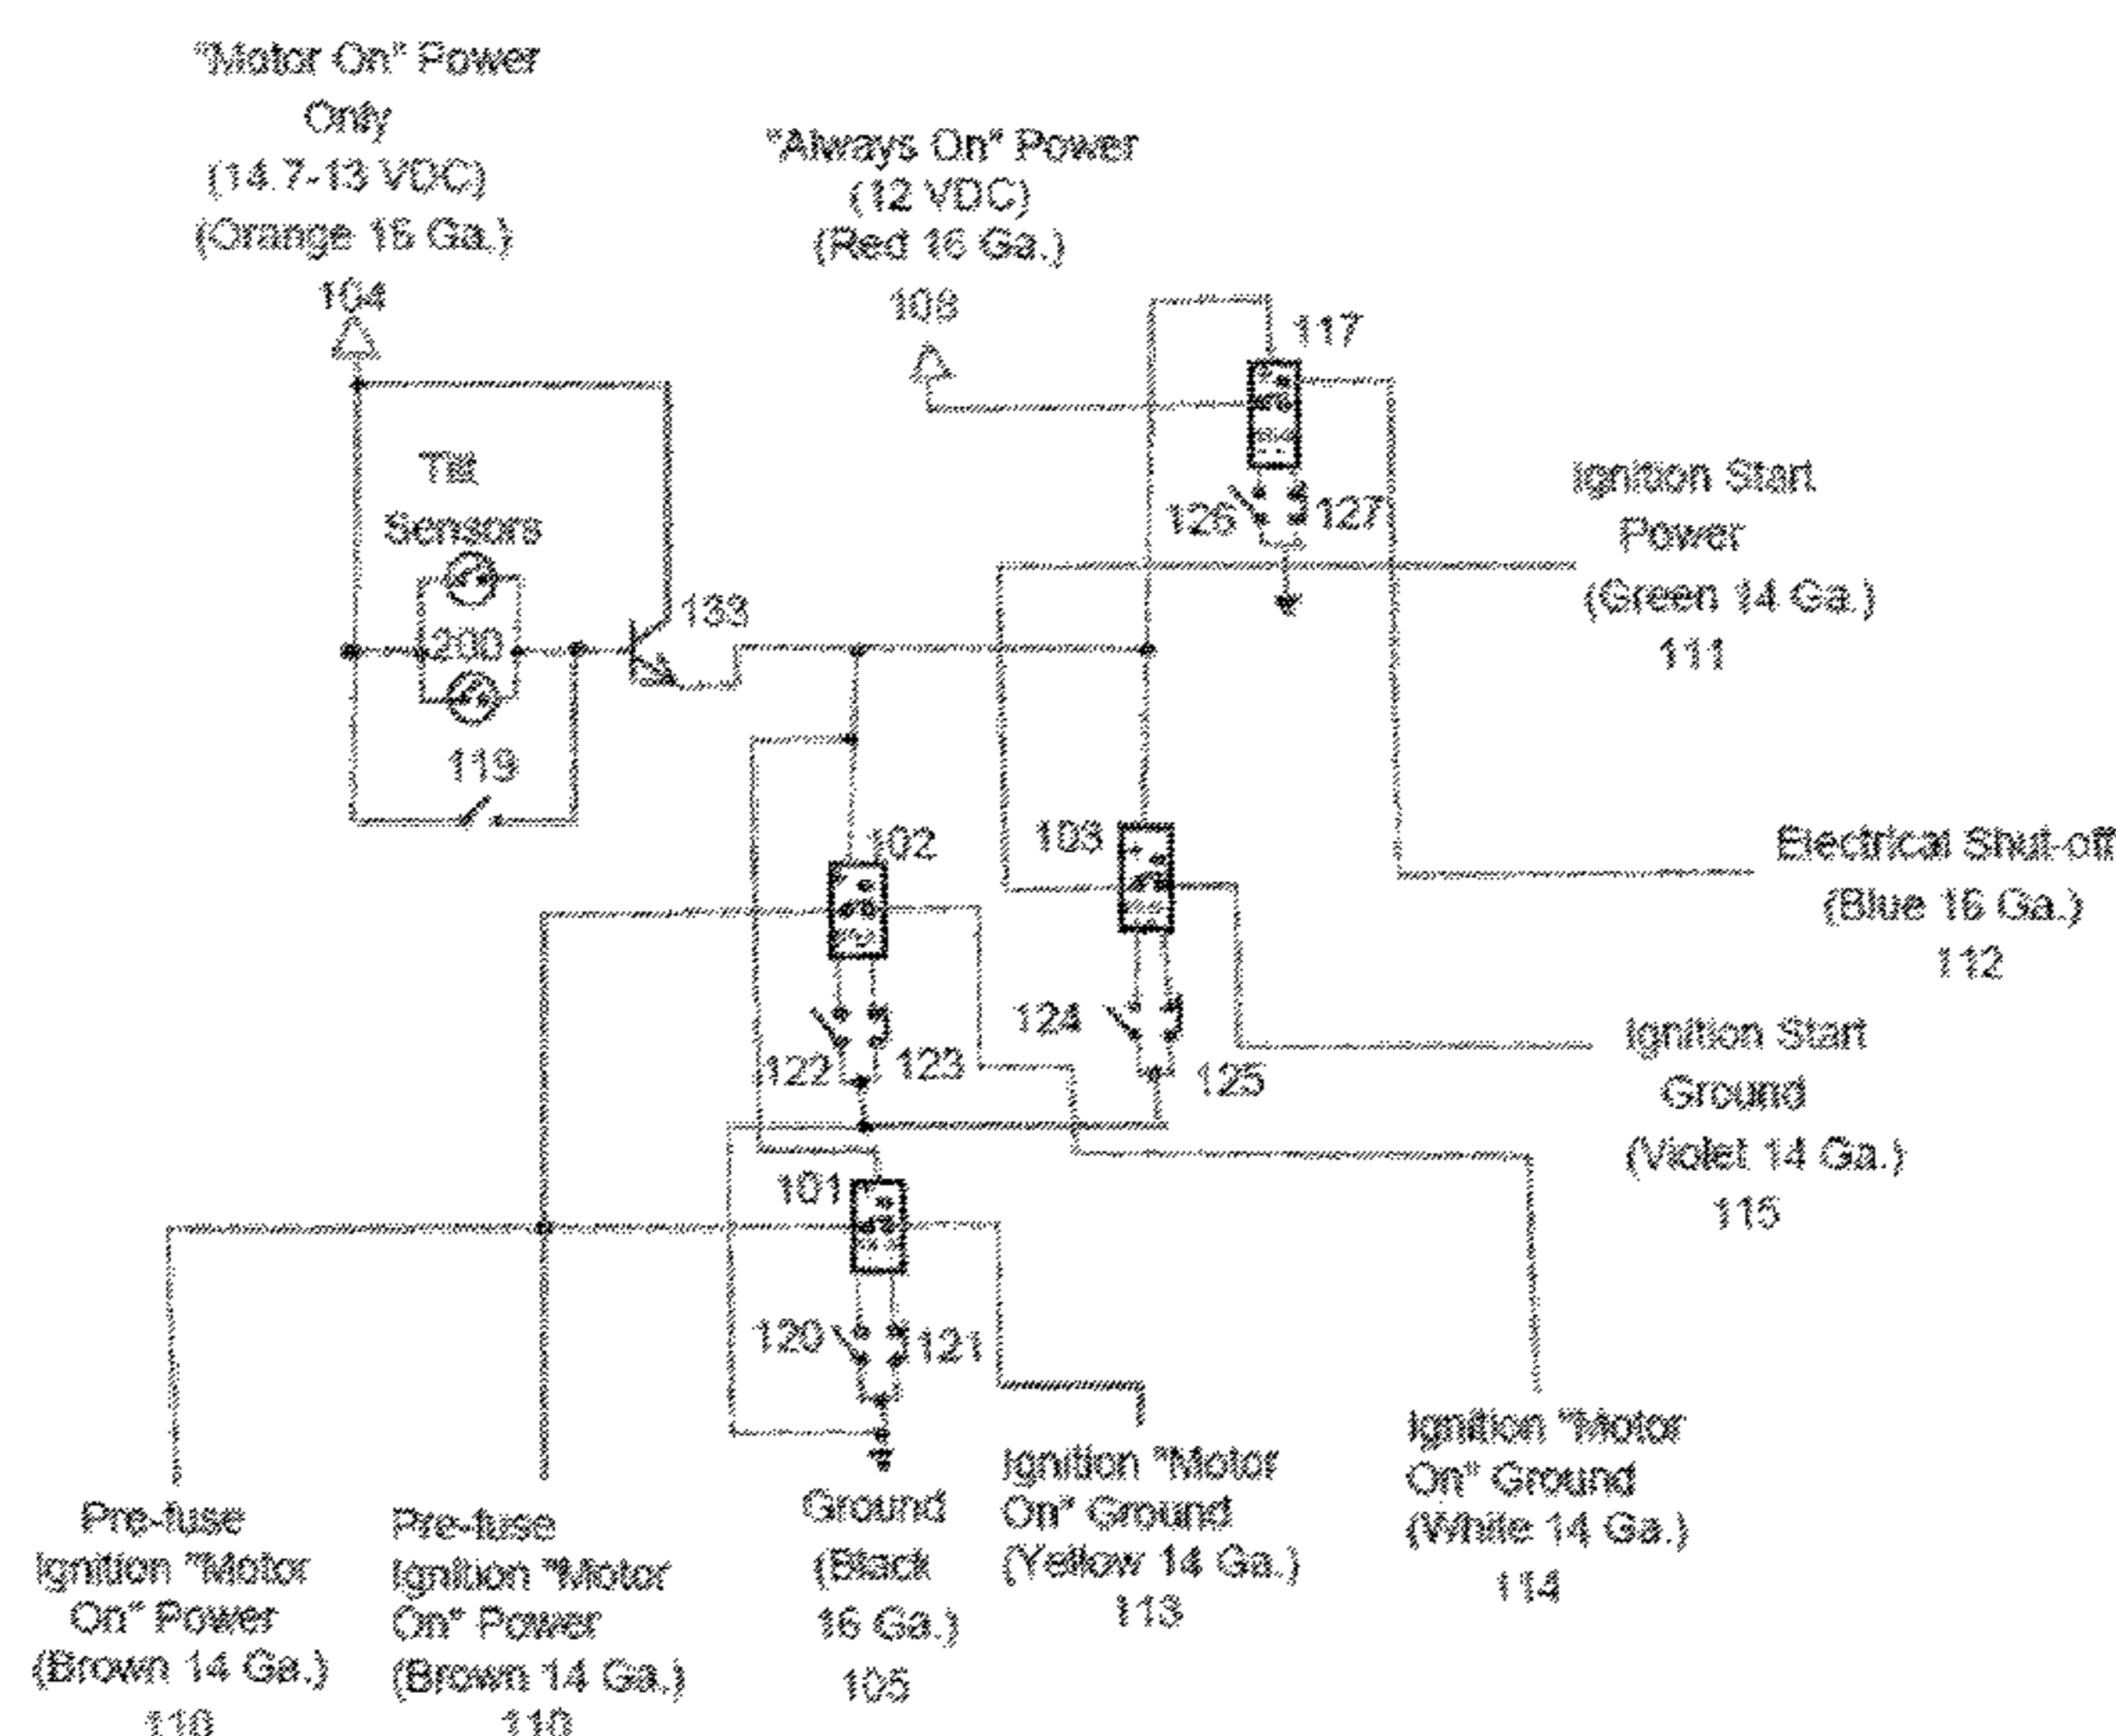 "Motor On" Power
Only
(14.7-13 VDC)
(Orange 16 Ga.)
104
"Always On" Power
(12 VDC)
(Red 16 Ga.)
108
117
Tilt
Sensors
200
119
133
126
127
Ignition Start
Power
(Green 14 Ga.)
111
102
103
Electrical Shut-off
(Blue 16 Ga.)
112
122
123
124
125
Ignition Start
Ground
(Violet 14 Ga.)
115
101
120
121
Pre-fuse
Ignition "Motor
On" Power
(Brown 14 Ga.)
110
Pre-fuse
Ignition "Motor
On" Power
(Brown 14 Ga.)
110
Ground
(Black
16 Ga.)
105
Ignition "Motor
On" Ground
(Yellow 14 Ga.)
113
Ignition "Motor
On" Ground
(White 14 Ga.)
114